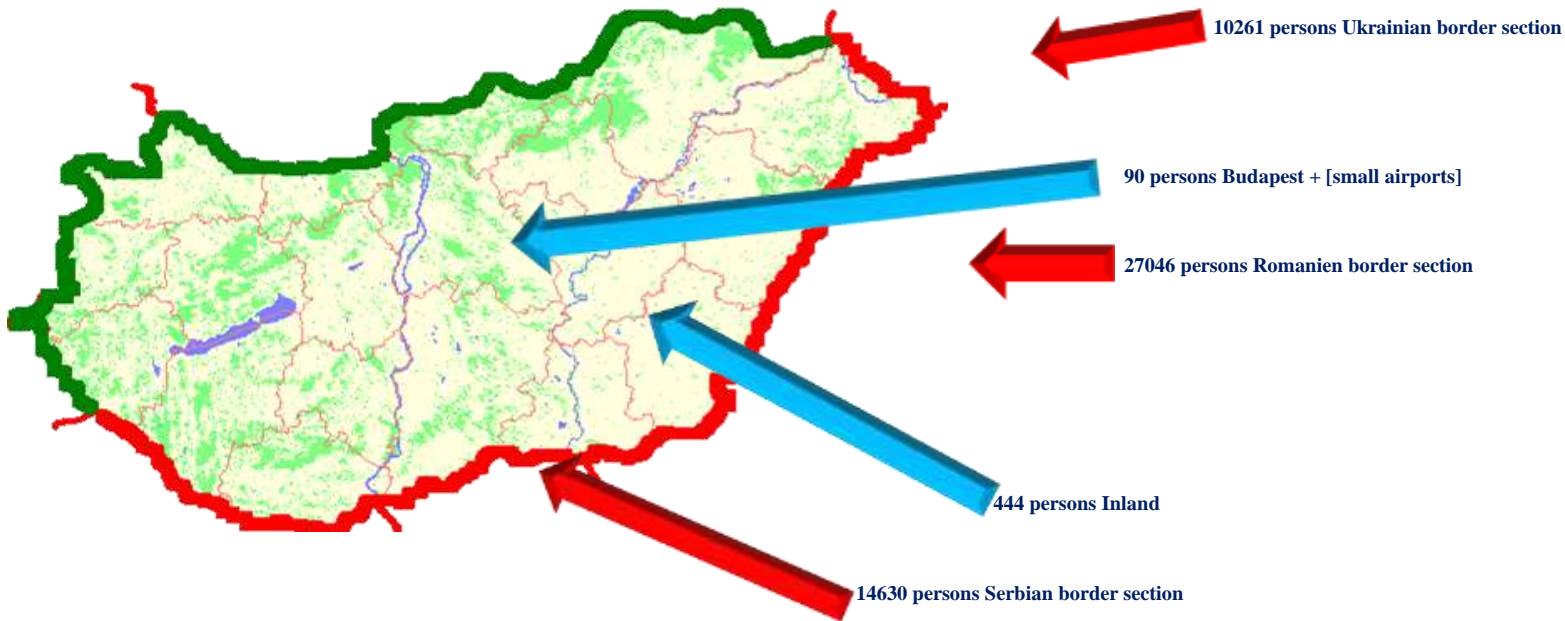 10261 persons Ukrainian border section
90 persons Budapest + [small airports]
27046 persons Romanien border section
444 persons Inland
14630 persons Serbian border section